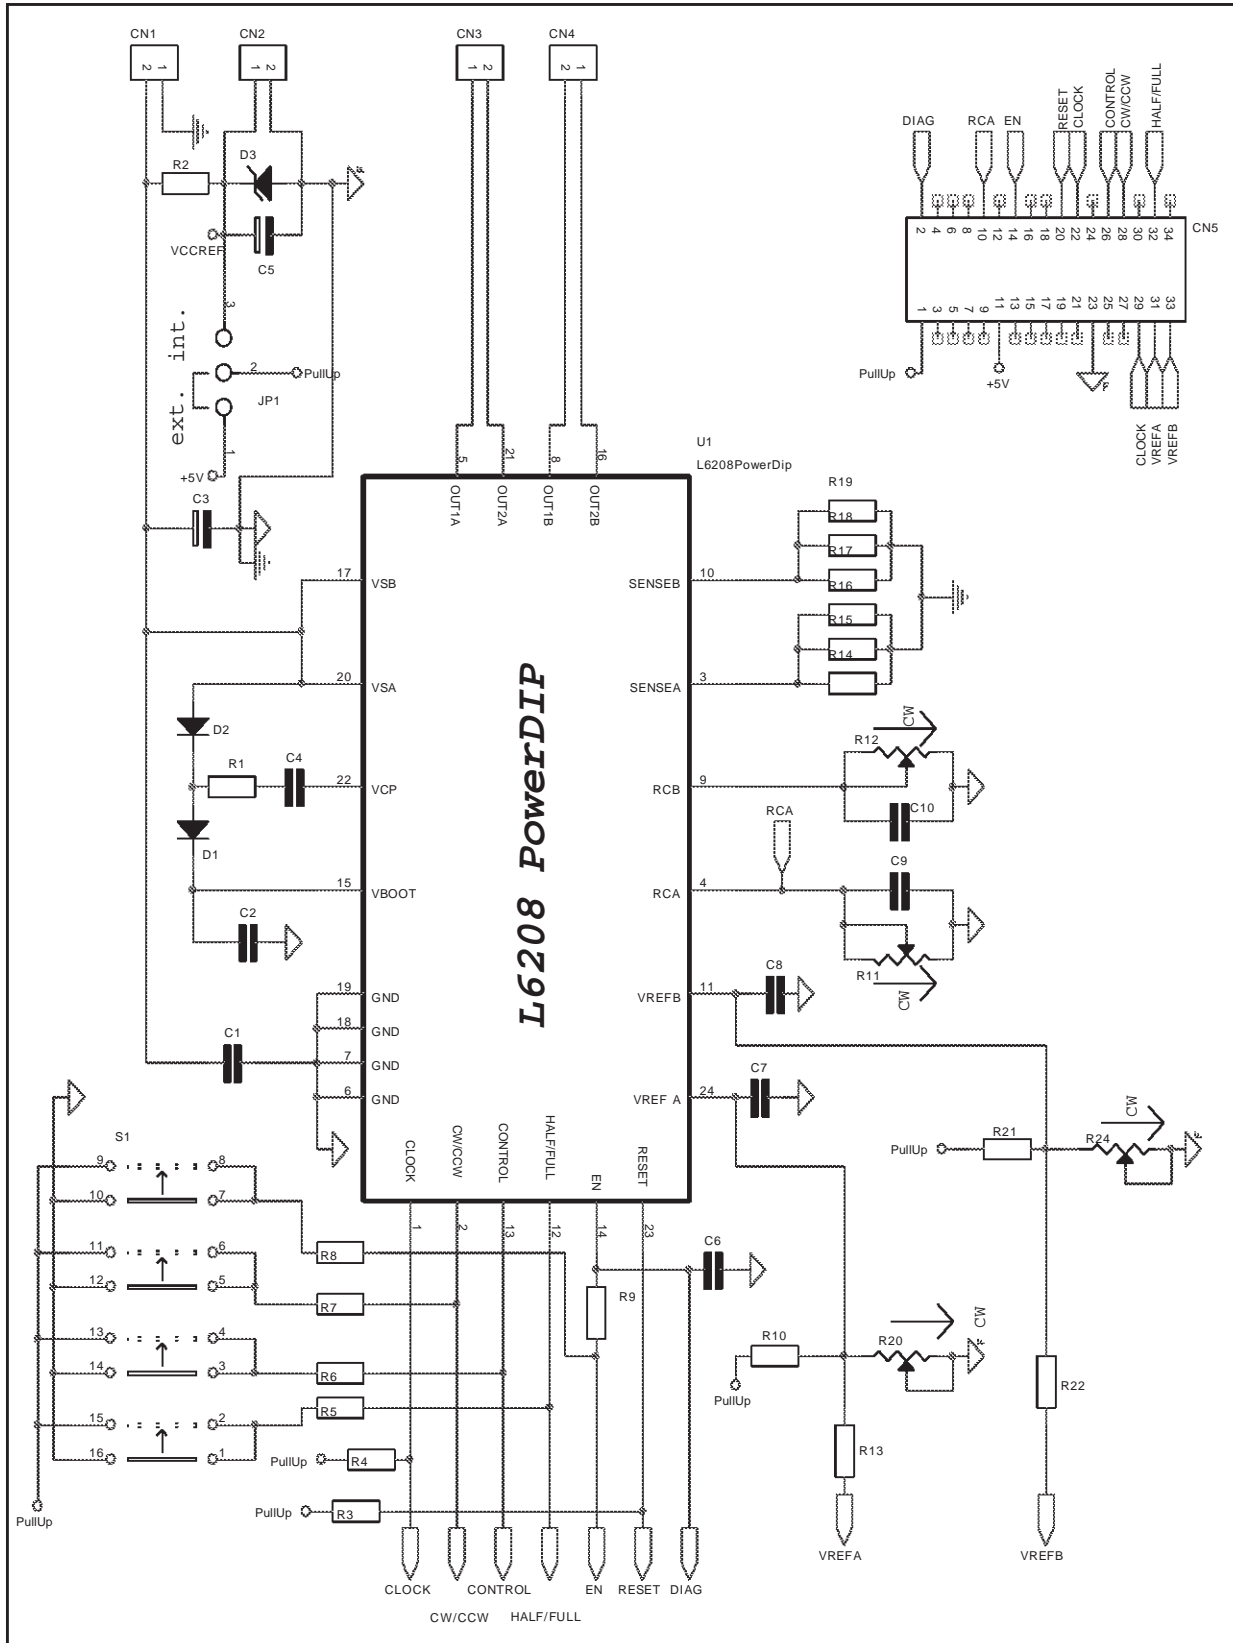 CN1
CN2
CN3
CN4
2 1
1 2
1 2
2 1
DIAG
RCA
EN
RESET
CLOCK
CONTROL
CW/CCW
HALF/FULL
2 4 6 8 10 12 14 16 18 20 22 24 26 28 30 32 34
CN5
1 3 5 7 9 11 13 15 17 19 21 23 25 27 29 31 33
PullUp
+5V
CLOCK
VREFA
VREFB
R2
D3
VCCREF
C5
3
int.
2
PullUp
ext.
JP1
1
+5V
C3
U1
L6208PowerDip
5
21
8
16
OUT1A
OUT2A
OUT1B
OUT2B
17
VSB
20
VSA
22
VCP
15
VBOOT
19
GND
18
GND
7
GND
6
GND
L6208 PowerDIP
SENSEB
10
SENSEA
3
RCB
9
RCA
4
VREFB
11
VREF A
24
R19
R18
R17
R16
R15
R14
D2
R1
C4
D1
C2
C1
R12
CW
C10
RCA
C9
R11
CW
C8
C7
CLOCK
CW/CCW
CONTROL
HALF/FULL
EN
RESET
1
2
13
12
14
23
S1
9
8
10
7
11
6
12
5
13
4
14
3
15
2
16
1
PullUp
R8
R7
R6
R5
PullUp
R4
PullUp
R3
R9
C6
PullUp
R21
R24
CW
R10
PullUp
R20
CW
R22
R13
VREFA
VREFB
CLOCK
CONTROL
EN
RESET
DIAG
CW/CCW
HALF/FULL